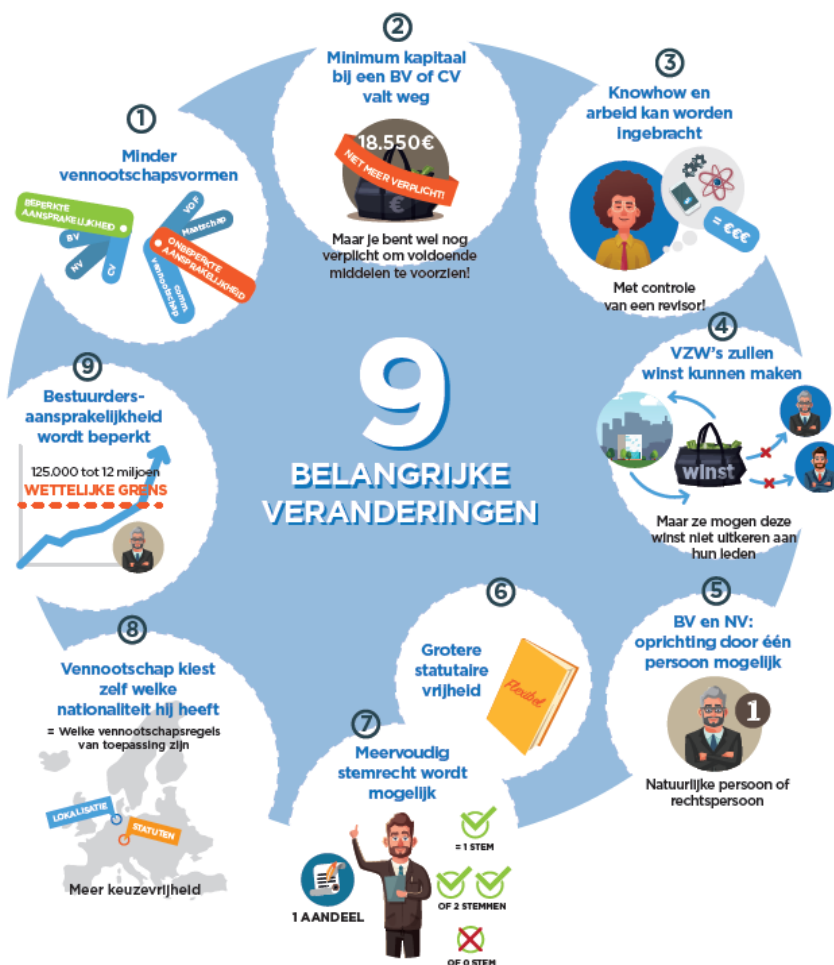 9
BELANGRIJKE
VERANDERINGEN
1
Minder
vennootschapsvormen
BEPERKTE
AANSPRAKELIJKHEID
BV
NV
CV
VOF
Maatschap
ONBEPERKTE
AANSPRAKELIJKHEID
comm
vennootschap
2
Minimum kapitaal
bij een BV of CV
valt weg
18.550€
NIET MEER VERPLICHT!
€
Maar je bent wel nog
verplicht om voldoende
middelen te voorzien!
3
Knowhow en
arbeid kan worden
ingebracht
= €€€
Met controle
van een revisor!
4
VZW's zullen
winst kunnen maken
winst
Maar ze mogen deze
winst niet uitkeren aan
hun leden
5
BV en NV:
oprichting door één
persoon mogelijk
1
Natuurlijke persoon of
rechtspersoon
6
Grotere
statutaire
vrijheid
Flexibel
7
Meervoudig
stemrecht wordt
mogelijk
1 AANDEEL
= 1 STEM
OF 2 STEMMEN
OF 0 STEM
8
Vennootschap kiest
zelf welke
nationaliteit hij heeft
= Welke vennootschapsregels
van toepassing zijn
LOKALISATIE
STATUTEN
Meer keuzevrijheid
9
Bestuurders-
aansprakelijkheid
wordt beperkt
125.000 tot 12 miljoen
WETTELIJKE GRENS